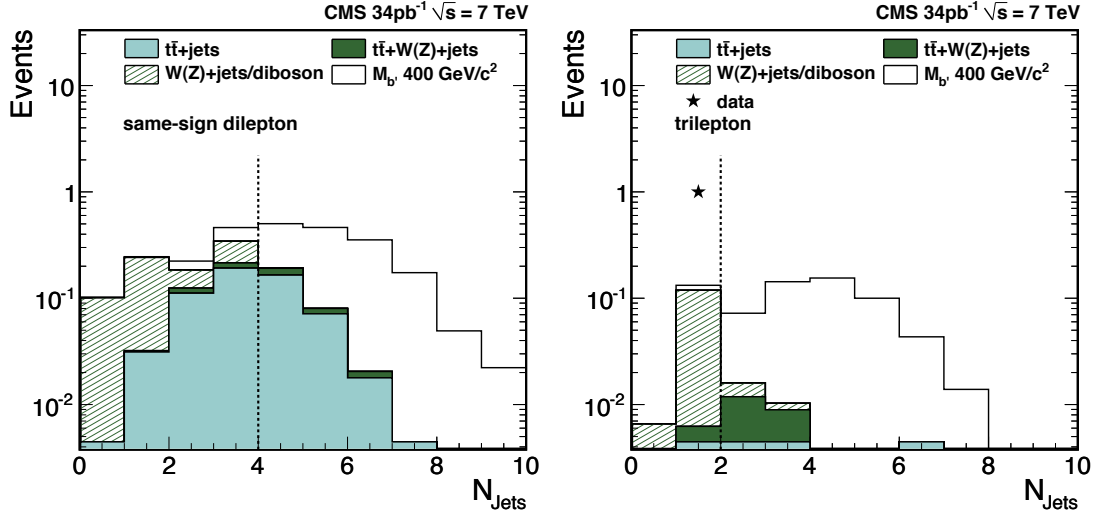 CMS 34pb⁻¹ √s = 7 TeV
Events
10
1
10⁻¹
10⁻²
tt̄+jets
tt̄+W(Z)+jets
W(Z)+jets/diboson
M_b' 400 GeV/c²
same-sign dilepton
0 2 4 6 8 10
N_Jets
CMS 34pb⁻¹ √s = 7 TeV
Events
10
1
10⁻¹
10⁻²
tt̄+jets
tt̄+W(Z)+jets
W(Z)+jets/diboson
M_b' 400 GeV/c²
data
trilepton
0 2 4 6 8 10
N_Jets